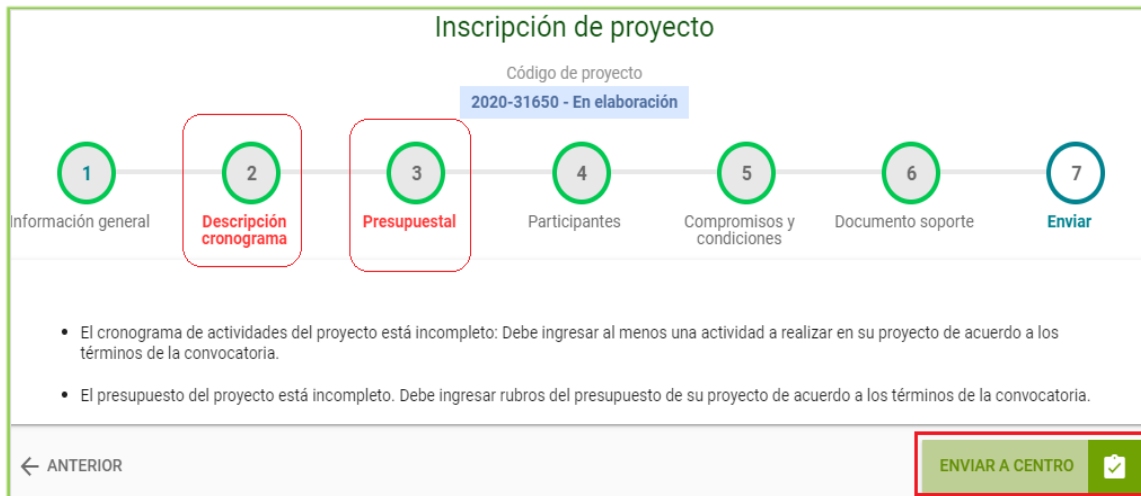 Inscripción de proyecto
Código de proyecto
2020-31650 - En elaboración
1 2 3 4 5 6 7
Información general
Descripción
cronograma
Presupuestal
Participantes
Compromisos y
condiciones
Documento soporte
Enviar
• El cronograma de actividades del proyecto está incompleto: Debe ingresar al menos una actividad a realizar en su proyecto de acuerdo a los
términos de la convocatoria.
• El presupuesto del proyecto está incompleto. Debe ingresar rubros del presupuesto de su proyecto de acuerdo a los términos de la convocatoria.
← ANTERIOR
ENVIAR A CENTRO